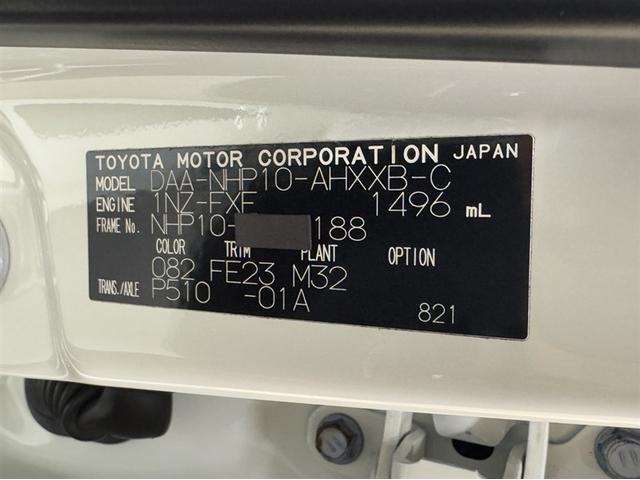 TOYOTA MOTOR CORPORATION JAPAN
MODEL DAA-NHP10-AHXXB-C
ENGINE 1NZ-FXE 1496 mL
FRAME No. NHP10- 188
COLOR TRIM PLANT OPTION
082 FE23 M32
TRANS./AXLE P510 -01A
821